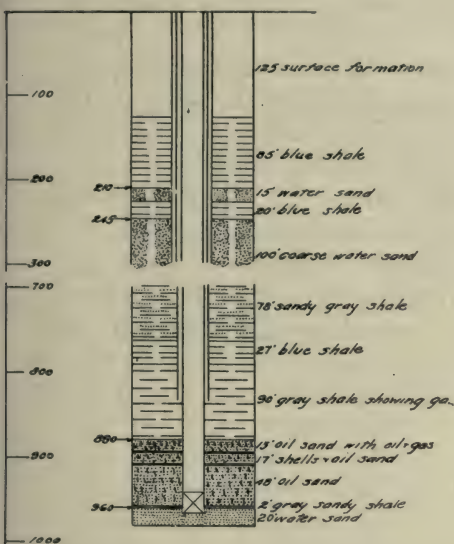 125 surface formation
100
85' blue shale
200
210
15' water sand
20' blue shale
245
100' coarse water sand
300
700
78' sandy gray shale
27' blue shale
800
90' gray shale showing ga
880
15' oil sand with oil+gas
17' shells + oil sand
900
48' oil sand
960
2' gray sandy shale
20' water sand
1000